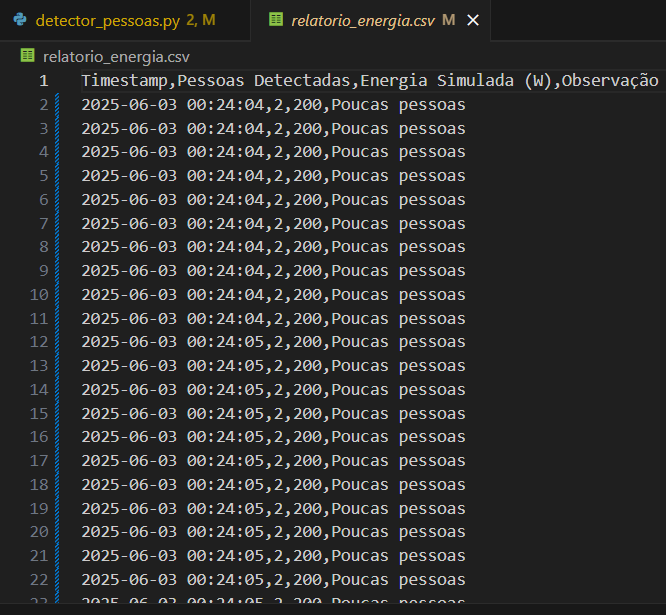 detector_pessoas.py 2, M
relatorio_energia.csv M
relatorio_energia.csv
1 Timestamp,Pessoas Detectadas,Energia Simulada (W),Observação
2 2025-06-03 00:24:04,2,200,Poucas pessoas
3 2025-06-03 00:24:04,2,200,Poucas pessoas
4 2025-06-03 00:24:04,2,200,Poucas pessoas
5 2025-06-03 00:24:04,2,200,Poucas pessoas
6 2025-06-03 00:24:04,2,200,Poucas pessoas
7 2025-06-03 00:24:04,2,200,Poucas pessoas
8 2025-06-03 00:24:04,2,200,Poucas pessoas
9 2025-06-03 00:24:04,2,200,Poucas pessoas
10 2025-06-03 00:24:04,2,200,Poucas pessoas
11 2025-06-03 00:24:04,2,200,Poucas pessoas
12 2025-06-03 00:24:05,2,200,Poucas pessoas
13 2025-06-03 00:24:05,2,200,Poucas pessoas
14 2025-06-03 00:24:05,2,200,Poucas pessoas
15 2025-06-03 00:24:05,2,200,Poucas pessoas
16 2025-06-03 00:24:05,2,200,Poucas pessoas
17 2025-06-03 00:24:05,2,200,Poucas pessoas
18 2025-06-03 00:24:05,2,200,Poucas pessoas
19 2025-06-03 00:24:05,2,200,Poucas pessoas
20 2025-06-03 00:24:05,2,200,Poucas pessoas
21 2025-06-03 00:24:05,2,200,Poucas pessoas
22 2025-06-03 00:24:05,2,200,Poucas pessoas
23 2025-06-03 00:24:05,2,200,Poucas pessoas